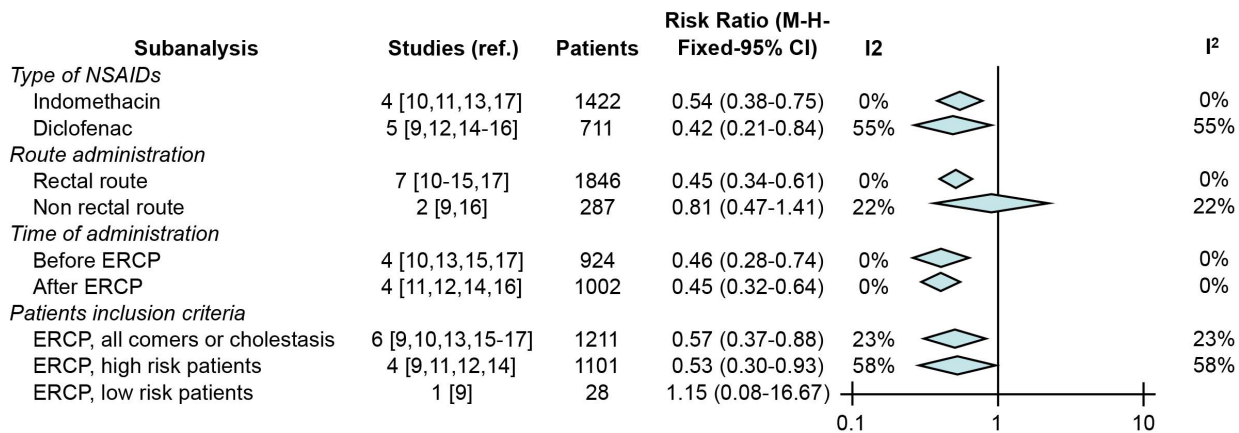 Risk Ratio (M-H-
Subanalysis Studies (ref.) Patients Fixed-95% CI) I2 I²
Type of NSAIDs
Indomethacin 4 [10,11,13,17] 1422 0.54 (0.38-0.75) 0% 0%
Diclofenac 5 [9,12,14-16] 711 0.42 (0.21-0.84) 55% 55%
Route administration
Rectal route 7 [10-15,17] 1846 0.45 (0.34-0.61) 0% 0%
Non rectal route 2 [9,16] 287 0.81 (0.47-1.41) 22% 22%
Time of administration
Before ERCP 4 [10,13,15,17] 924 0.46 (0.28-0.74) 0% 0%
After ERCP 4 [11,12,14,16] 1002 0.45 (0.32-0.64) 0% 0%
Patients inclusion criteria
ERCP, all comers or cholestasis 6 [9,10,13,15-17] 1211 0.57 (0.37-0.88) 23% 23%
ERCP, high risk patients 4 [9,11,12,14] 1101 0.53 (0.30-0.93) 58% 58%
ERCP, low risk patients 1 [9] 28 1.15 (0.08-16.67)
0.1 1 10